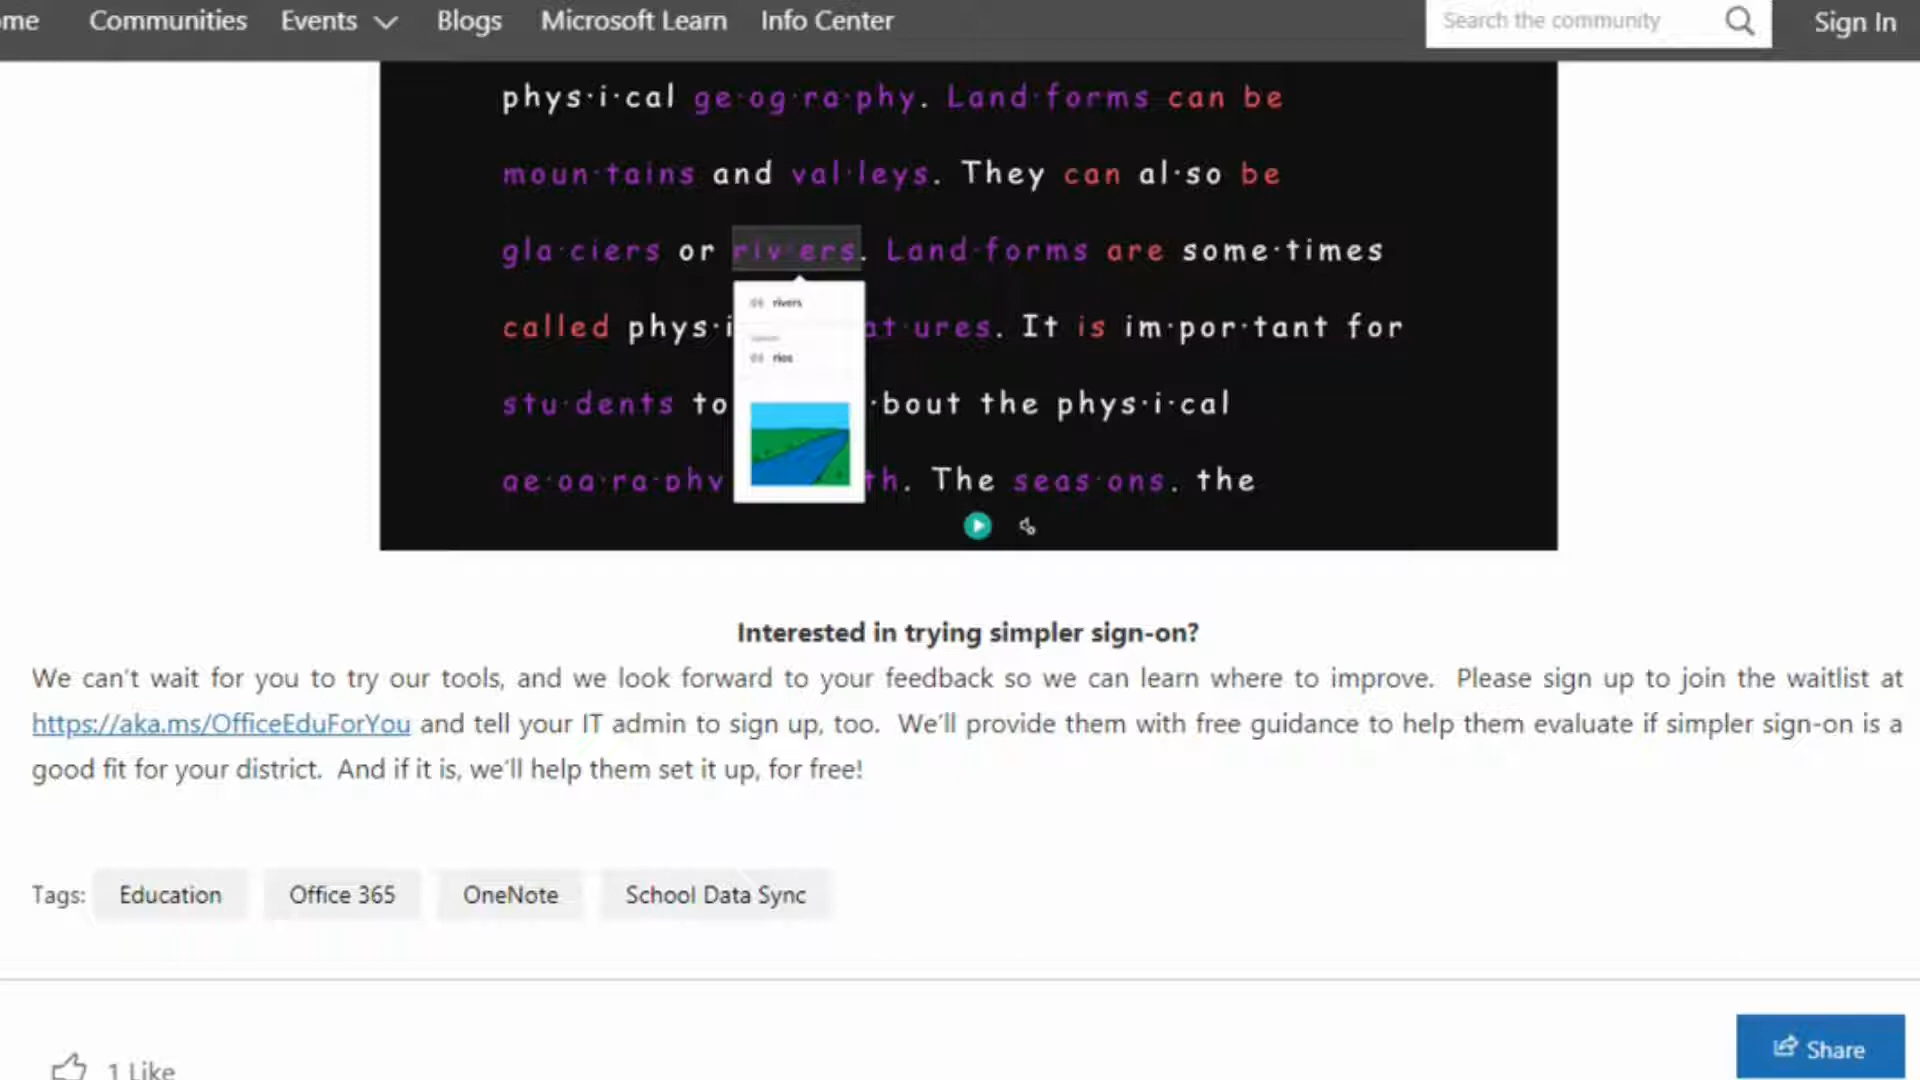 ome Communities Events Blogs Microsoft Learn Info Center Search the community Sign In
phys·i·cal ge·og·ra·phy. Land·forms can be
moun·tains and val·leys. They can al·so be
gla·ciers or riv·ers. Land·forms are some·times
rivers
called phys·i at·ures. It is im·por·tant for
ríos
stu·dents to ·bout the phys·i·cal
ge·og·ra·phy th. The seas·ons, the
Interested in trying simpler sign-on?
We can't wait for you to try our tools, and we look forward to your feedback so we can learn where to improve. Please sign up to join the waitlist at
https://aka.ms/OfficeEduForYou and tell your IT admin to sign up, too. We'll provide them with free guidance to help them evaluate if simpler sign-on is a
good fit for your district. And if it is, we'll help them set it up, for free!
Tags: Education Office 365 OneNote School Data Sync
1 Like
Share